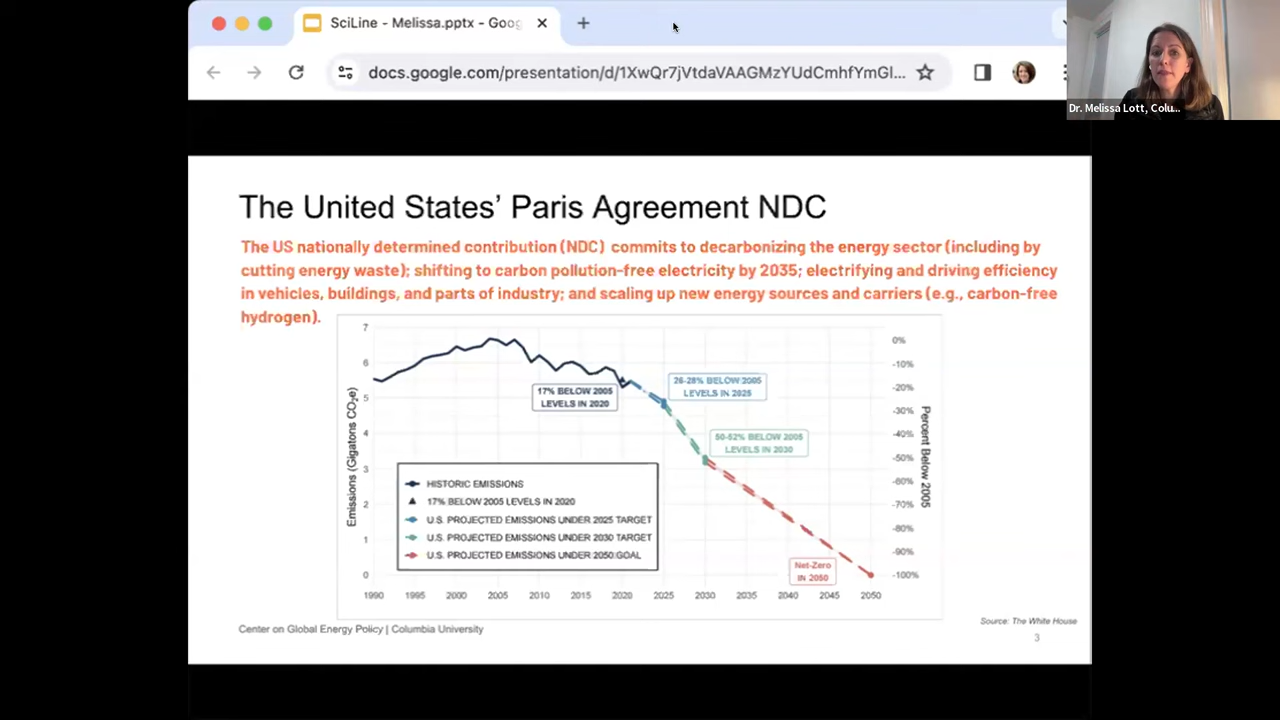 SciLine - Melissa.pptx - Goog
docs.google.com/presentation/d/1XwQr7jVtdaVAAGMzYUdCmhfYmGl...
Dr. Melissa Lott, Colu...
The United States' Paris Agreement NDC
The US nationally determined contribution (NDC) commits to decarbonizing the energy sector (including by
cutting energy waste); shifting to carbon pollution-free electricity by 2035; electrifying and driving efficiency
in vehicles, buildings, and parts of industry; and scaling up new energy sources and carriers (e.g., carbon-free
hydrogen).
Emissions (Gigatons CO₂e)
7
6
5
4
3
2
1
0
17% BELOW 2005
LEVELS IN 2020
26-28% BELOW 2005
LEVELS IN 2025
50-52% BELOW 2005
LEVELS IN 2030
Net-Zero
IN 2050
HISTORIC EMISSIONS
17% BELOW 2005 LEVELS IN 2020
U.S. PROJECTED EMISSIONS UNDER 2025 TARGET
U.S. PROJECTED EMISSIONS UNDER 2030 TARGET
U.S. PROJECTED EMISSIONS UNDER 2050 GOAL
0%
-10%
-20%
-30%
-40%
-50%
-60%
-70%
-80%
-90%
-100%
Percent Below 2005
1990 1995 2000 2005 2010 2015 2020 2025 2030 2035 2040 2045 2050
Center on Global Energy Policy | Columbia University
Source: The White House
3